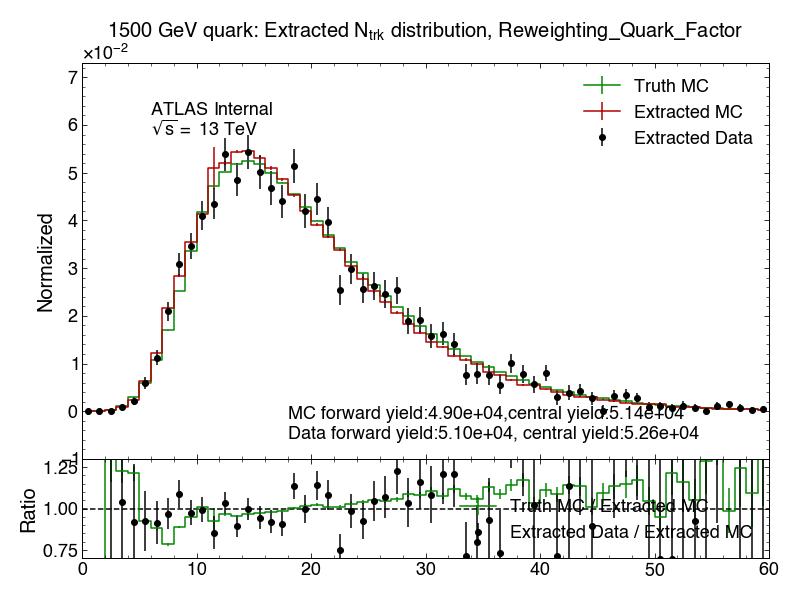 1500 GeV quark: Extracted Ntrk distribution, Reweighting_Quark_Factor
×10−2
7
6
5
4
3
2
1
0
1
Normalized
ATLAS Internal
√s = 13 TeV
Truth MC
Extracted MC
Extracted Data
MC forward yield:4.90e+04,central yield:5.14e+04
Data forward yield:5.10e+04, central yield:5.26e+04
1.25
1.00
0.75
Ratio
Truth MC / Extracted MC
Extracted Data / Extracted MC
0 10 20 30 40 50 60